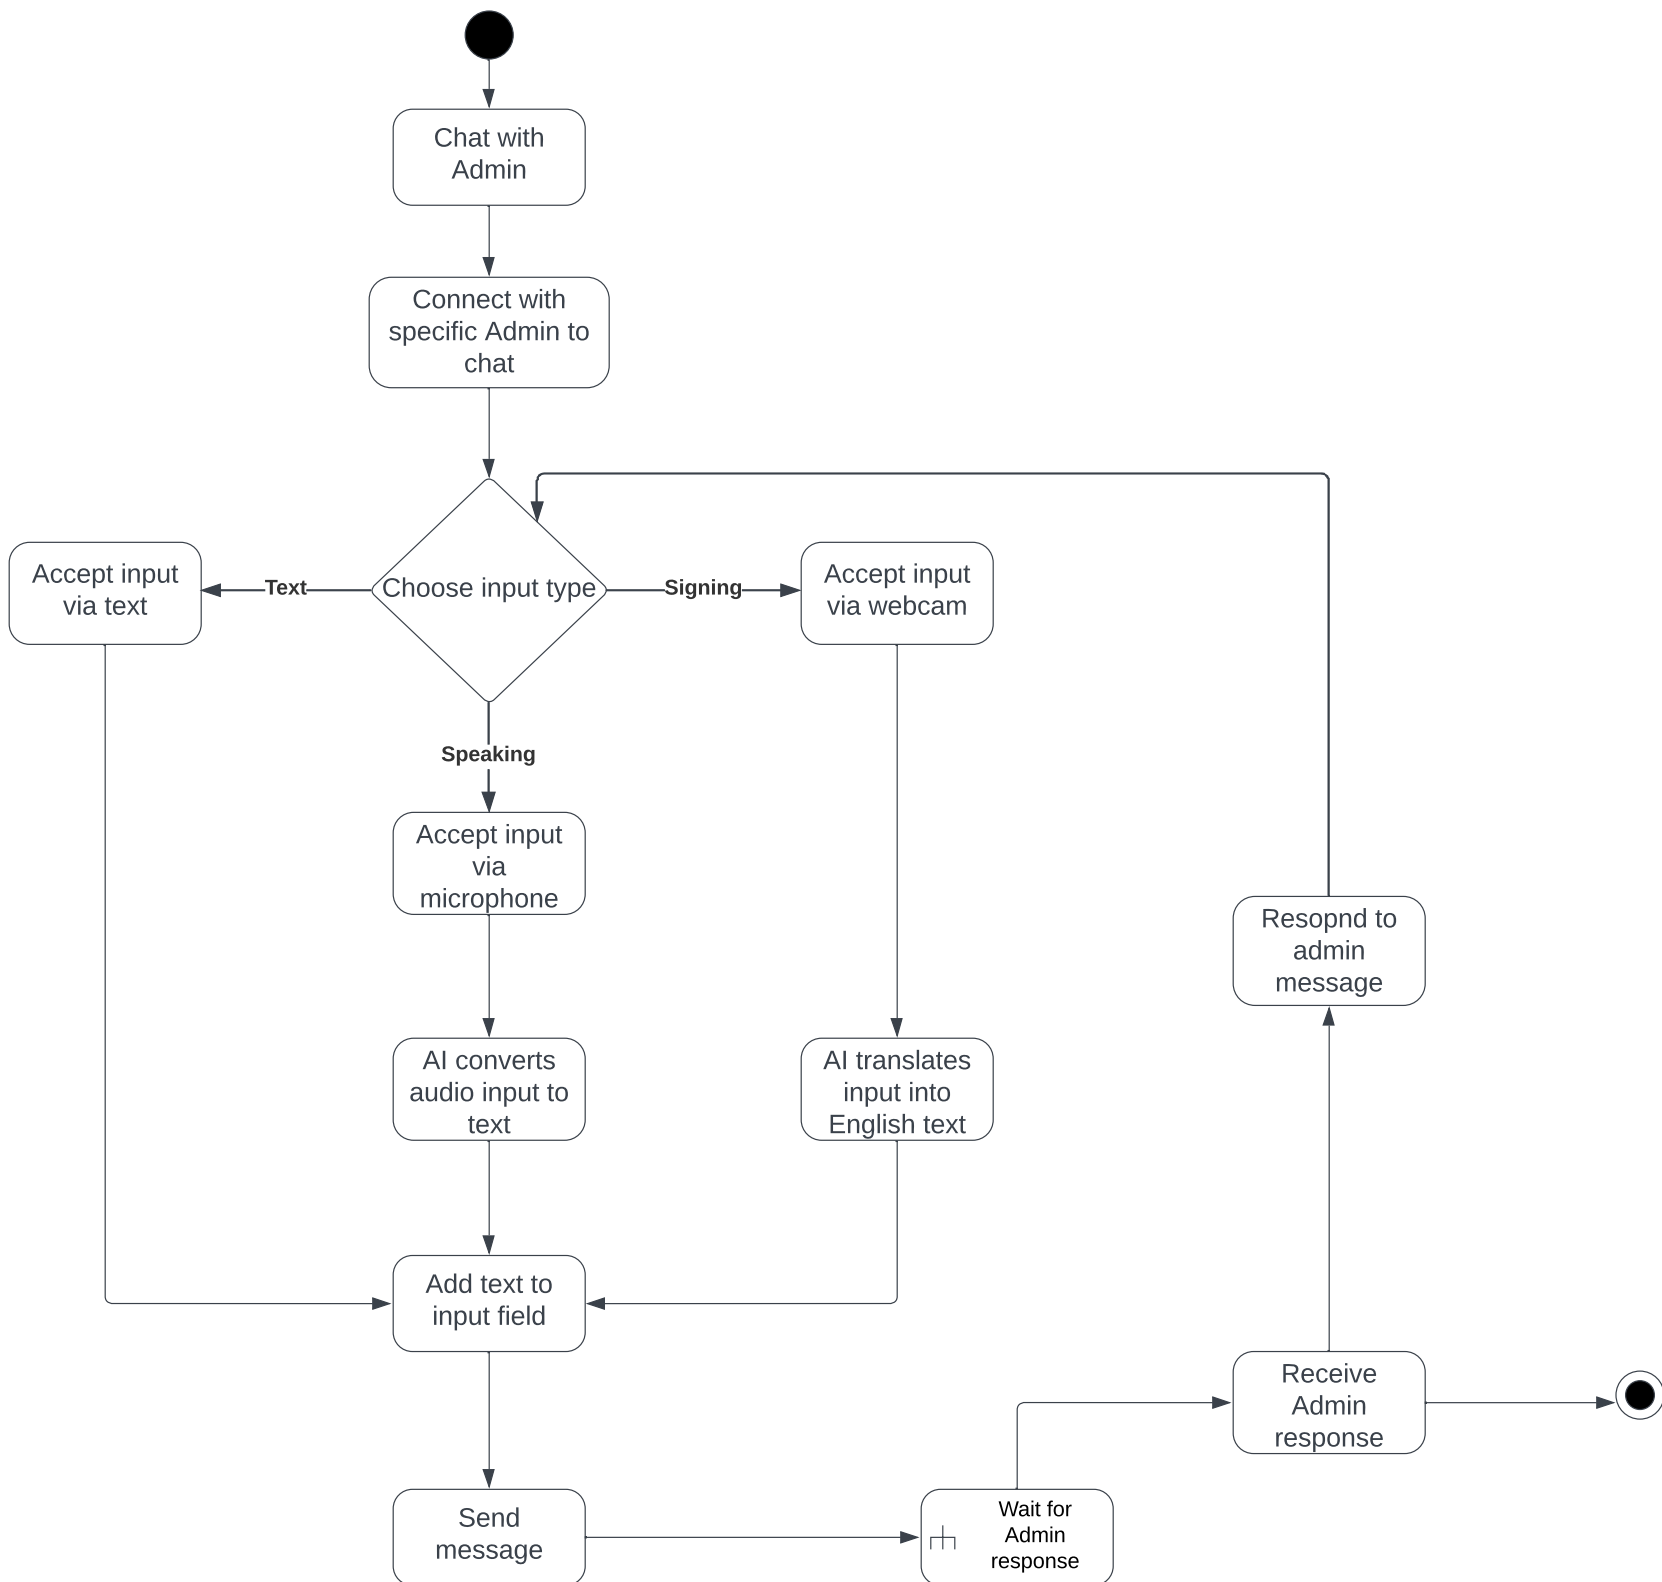 Chat with
Admin
Connect with
specific Admin to
chat
Choose input type
Text
Accept input
via text
Signing
Accept input
via webcam
Speaking
Accept input
via
microphone
AI converts
audio input to
text
AI translates
input into
English text
Add text to
input field
Send
message
Wait for
Admin
response
Receive
Admin
response
Resopnd to
admin
message